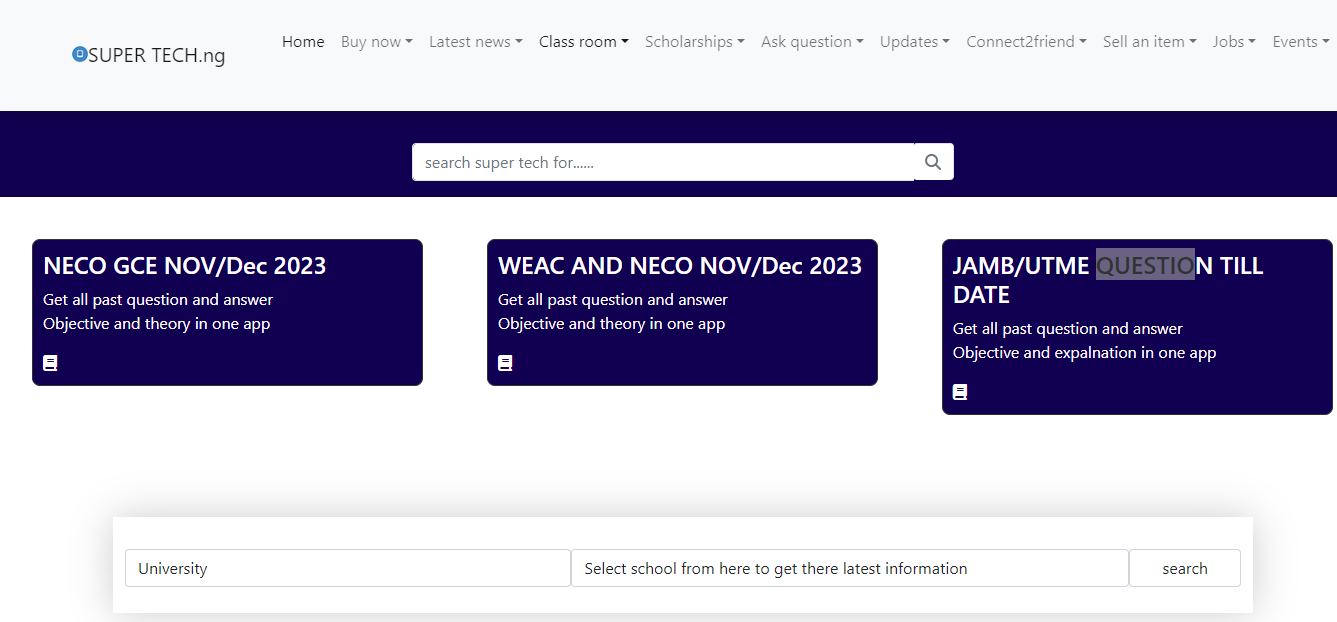 SUPER TECH.ng
Home Buy now Latest news Class room Scholarships Ask question Updates Connect2friend Sell an item Jobs Events
search super tech for......
NECO GCE NOV/Dec 2023
Get all past question and answer
Objective and theory in one app
WEAC AND NECO NOV/Dec 2023
Get all past question and answer
Objective and theory in one app
JAMB/UTME QUESTION TILL
DATE
Get all past question and answer
Objective and expalnation in one app
University
Select school from here to get there latest information
search